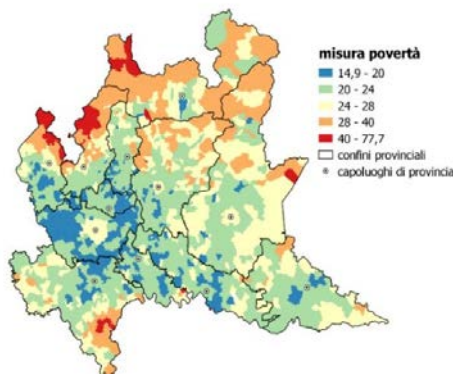 misura povertà
14,9 - 20
20 - 24
24 - 28
28 - 40
40 - 77,7
confini provinciali
capoluoghi di provincia